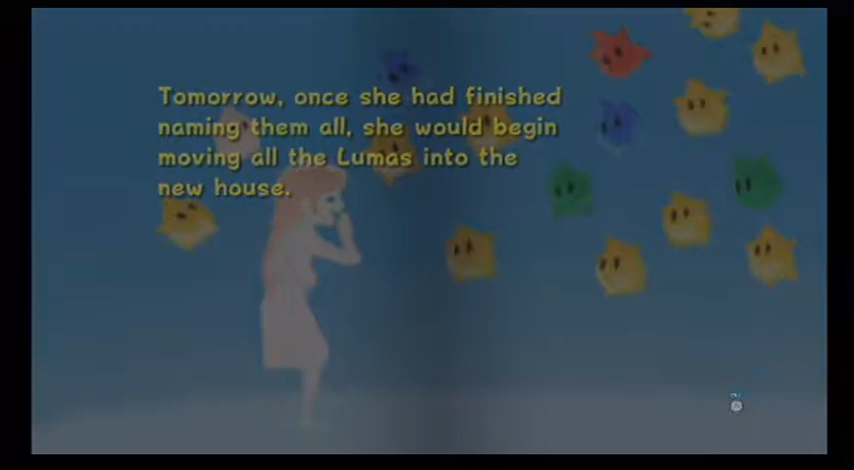 Tomorrow, once she had finished
naming them all, she would begin
moving all the Lumas into the
new house.